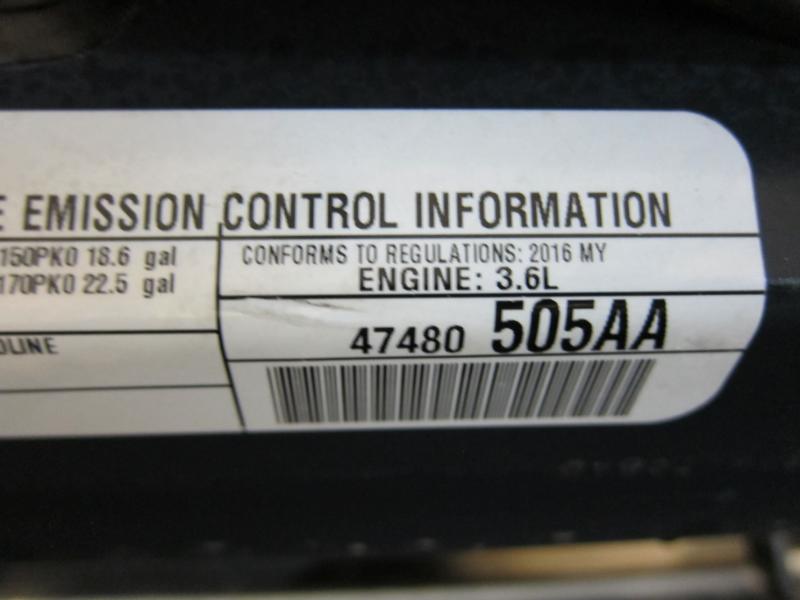 E EMISSION CONTROL INFORMATION
150PK0 18.6 gal
170PK0 22.5 gal
CONFORMS TO REGULATIONS: 2016 MY
ENGINE: 3.6L
OLINE
47480 505AA